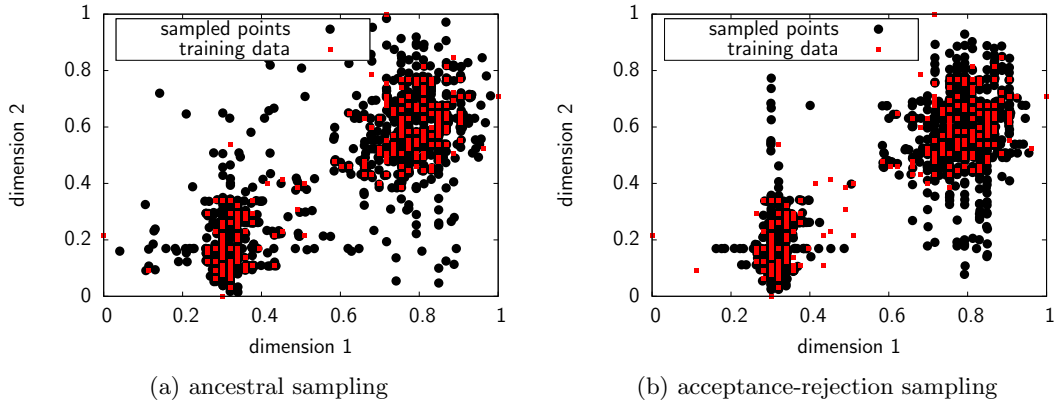 sampled points
training data
dimension 2
1
0.8
0.6
0.4
0.2
0
0 0.2 0.4 0.6 0.8 1
dimension 1
(a) ancestral sampling
sampled points
training data
dimension 2
1
0.8
0.6
0.4
0.2
0
0 0.2 0.4 0.6 0.8 1
dimension 1
(b) acceptance-rejection sampling